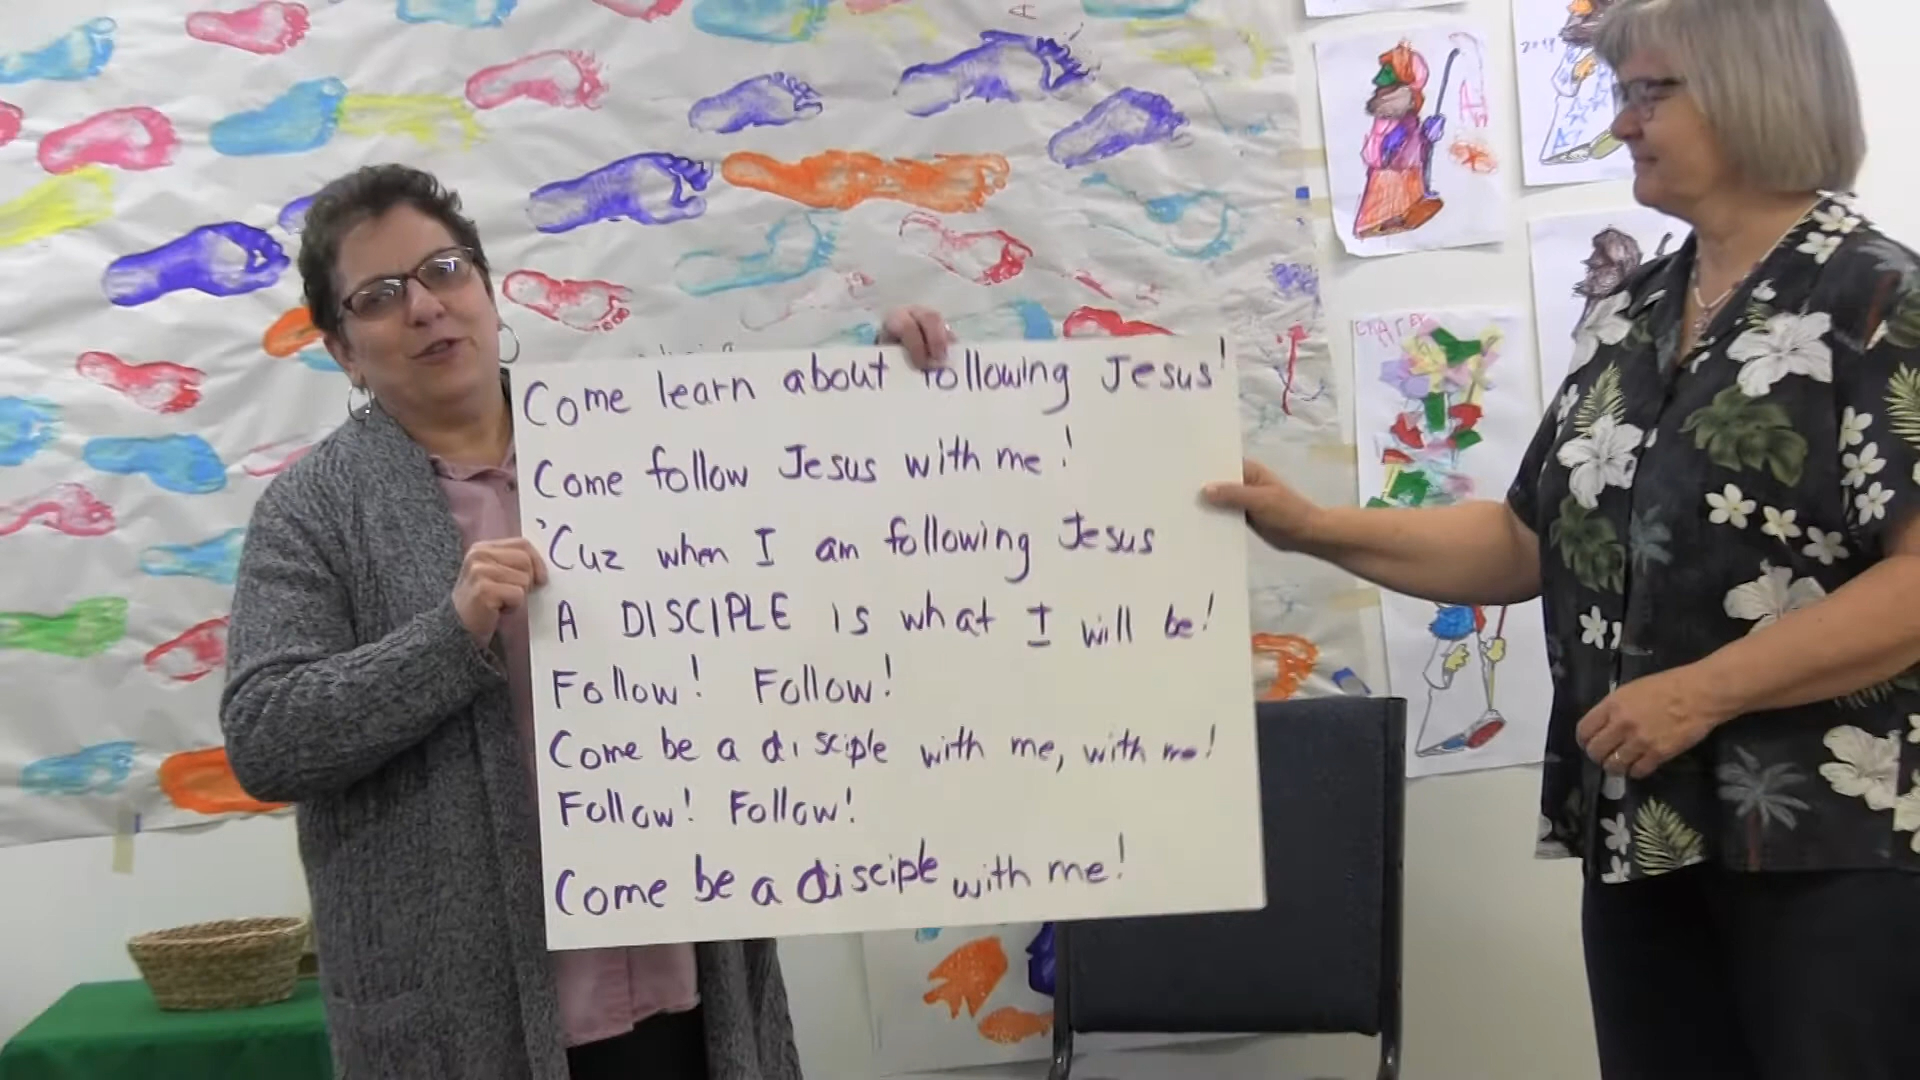 Come learn about following Jesus!
Come follow Jesus with me!
'Cuz when I am following Jesus
A DISCIPLE is what I will be!
Follow! Follow!
Come be a disciple with me, with me!
Follow! Follow!
Come be a disciple with me!